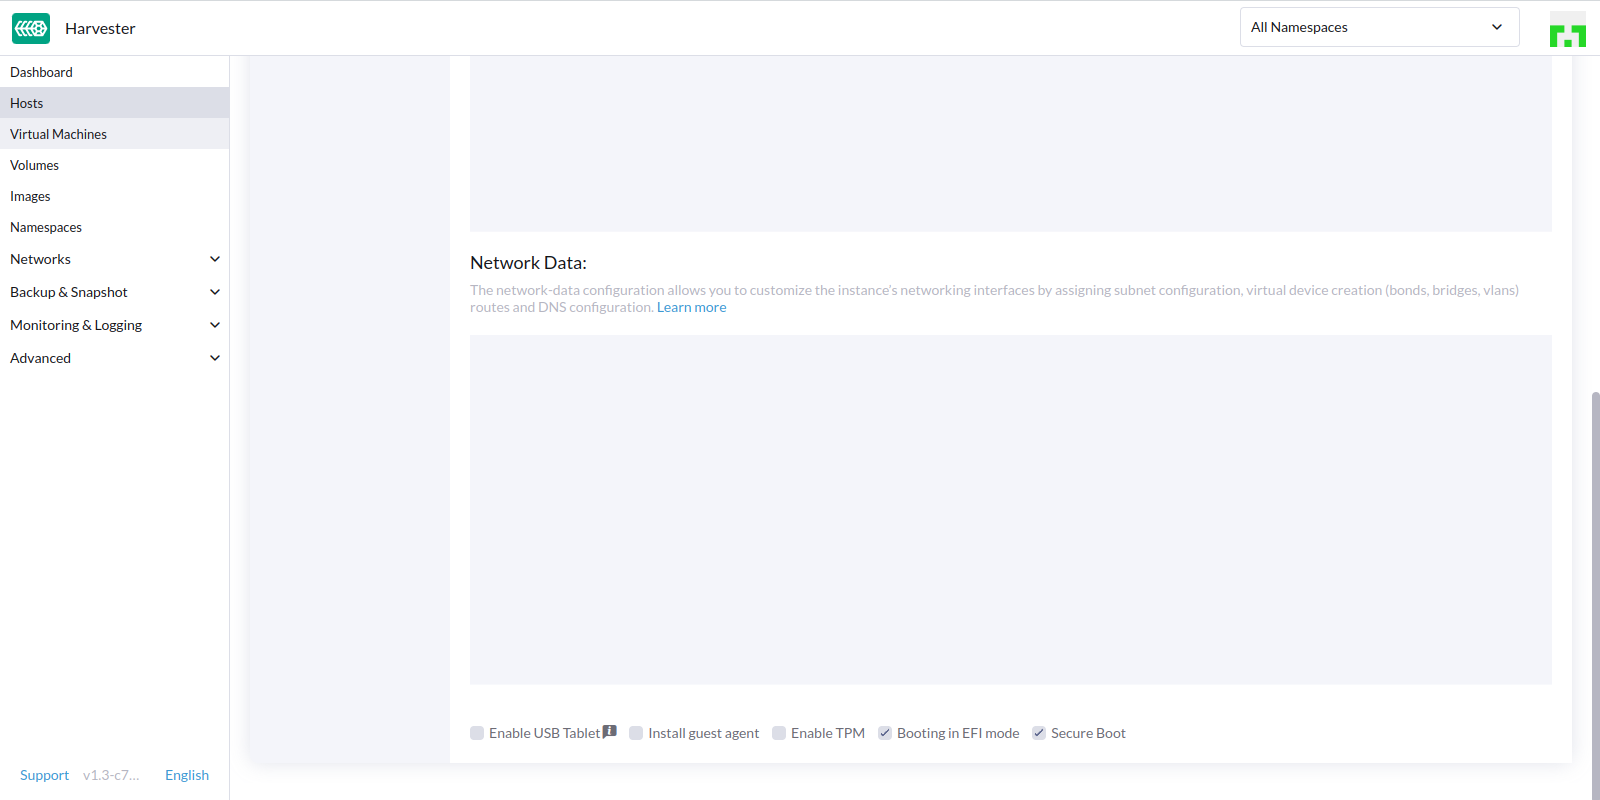 Harvester
All Namespaces
Dashboard
Hosts
Virtual Machines
Volumes
Images
Namespaces
Networks
Backup & Snapshot
Monitoring & Logging
Advanced
Network Data:
The network-data configuration allows you to customize the instance's networking interfaces by assigning subnet configuration, virtual device creation (bonds, bridges, vlans)
routes and DNS configuration. Learn more
Enable USB Tablet Install guest agent Enable TPM Booting in EFI mode Secure Boot
Support v1.3-c7... English